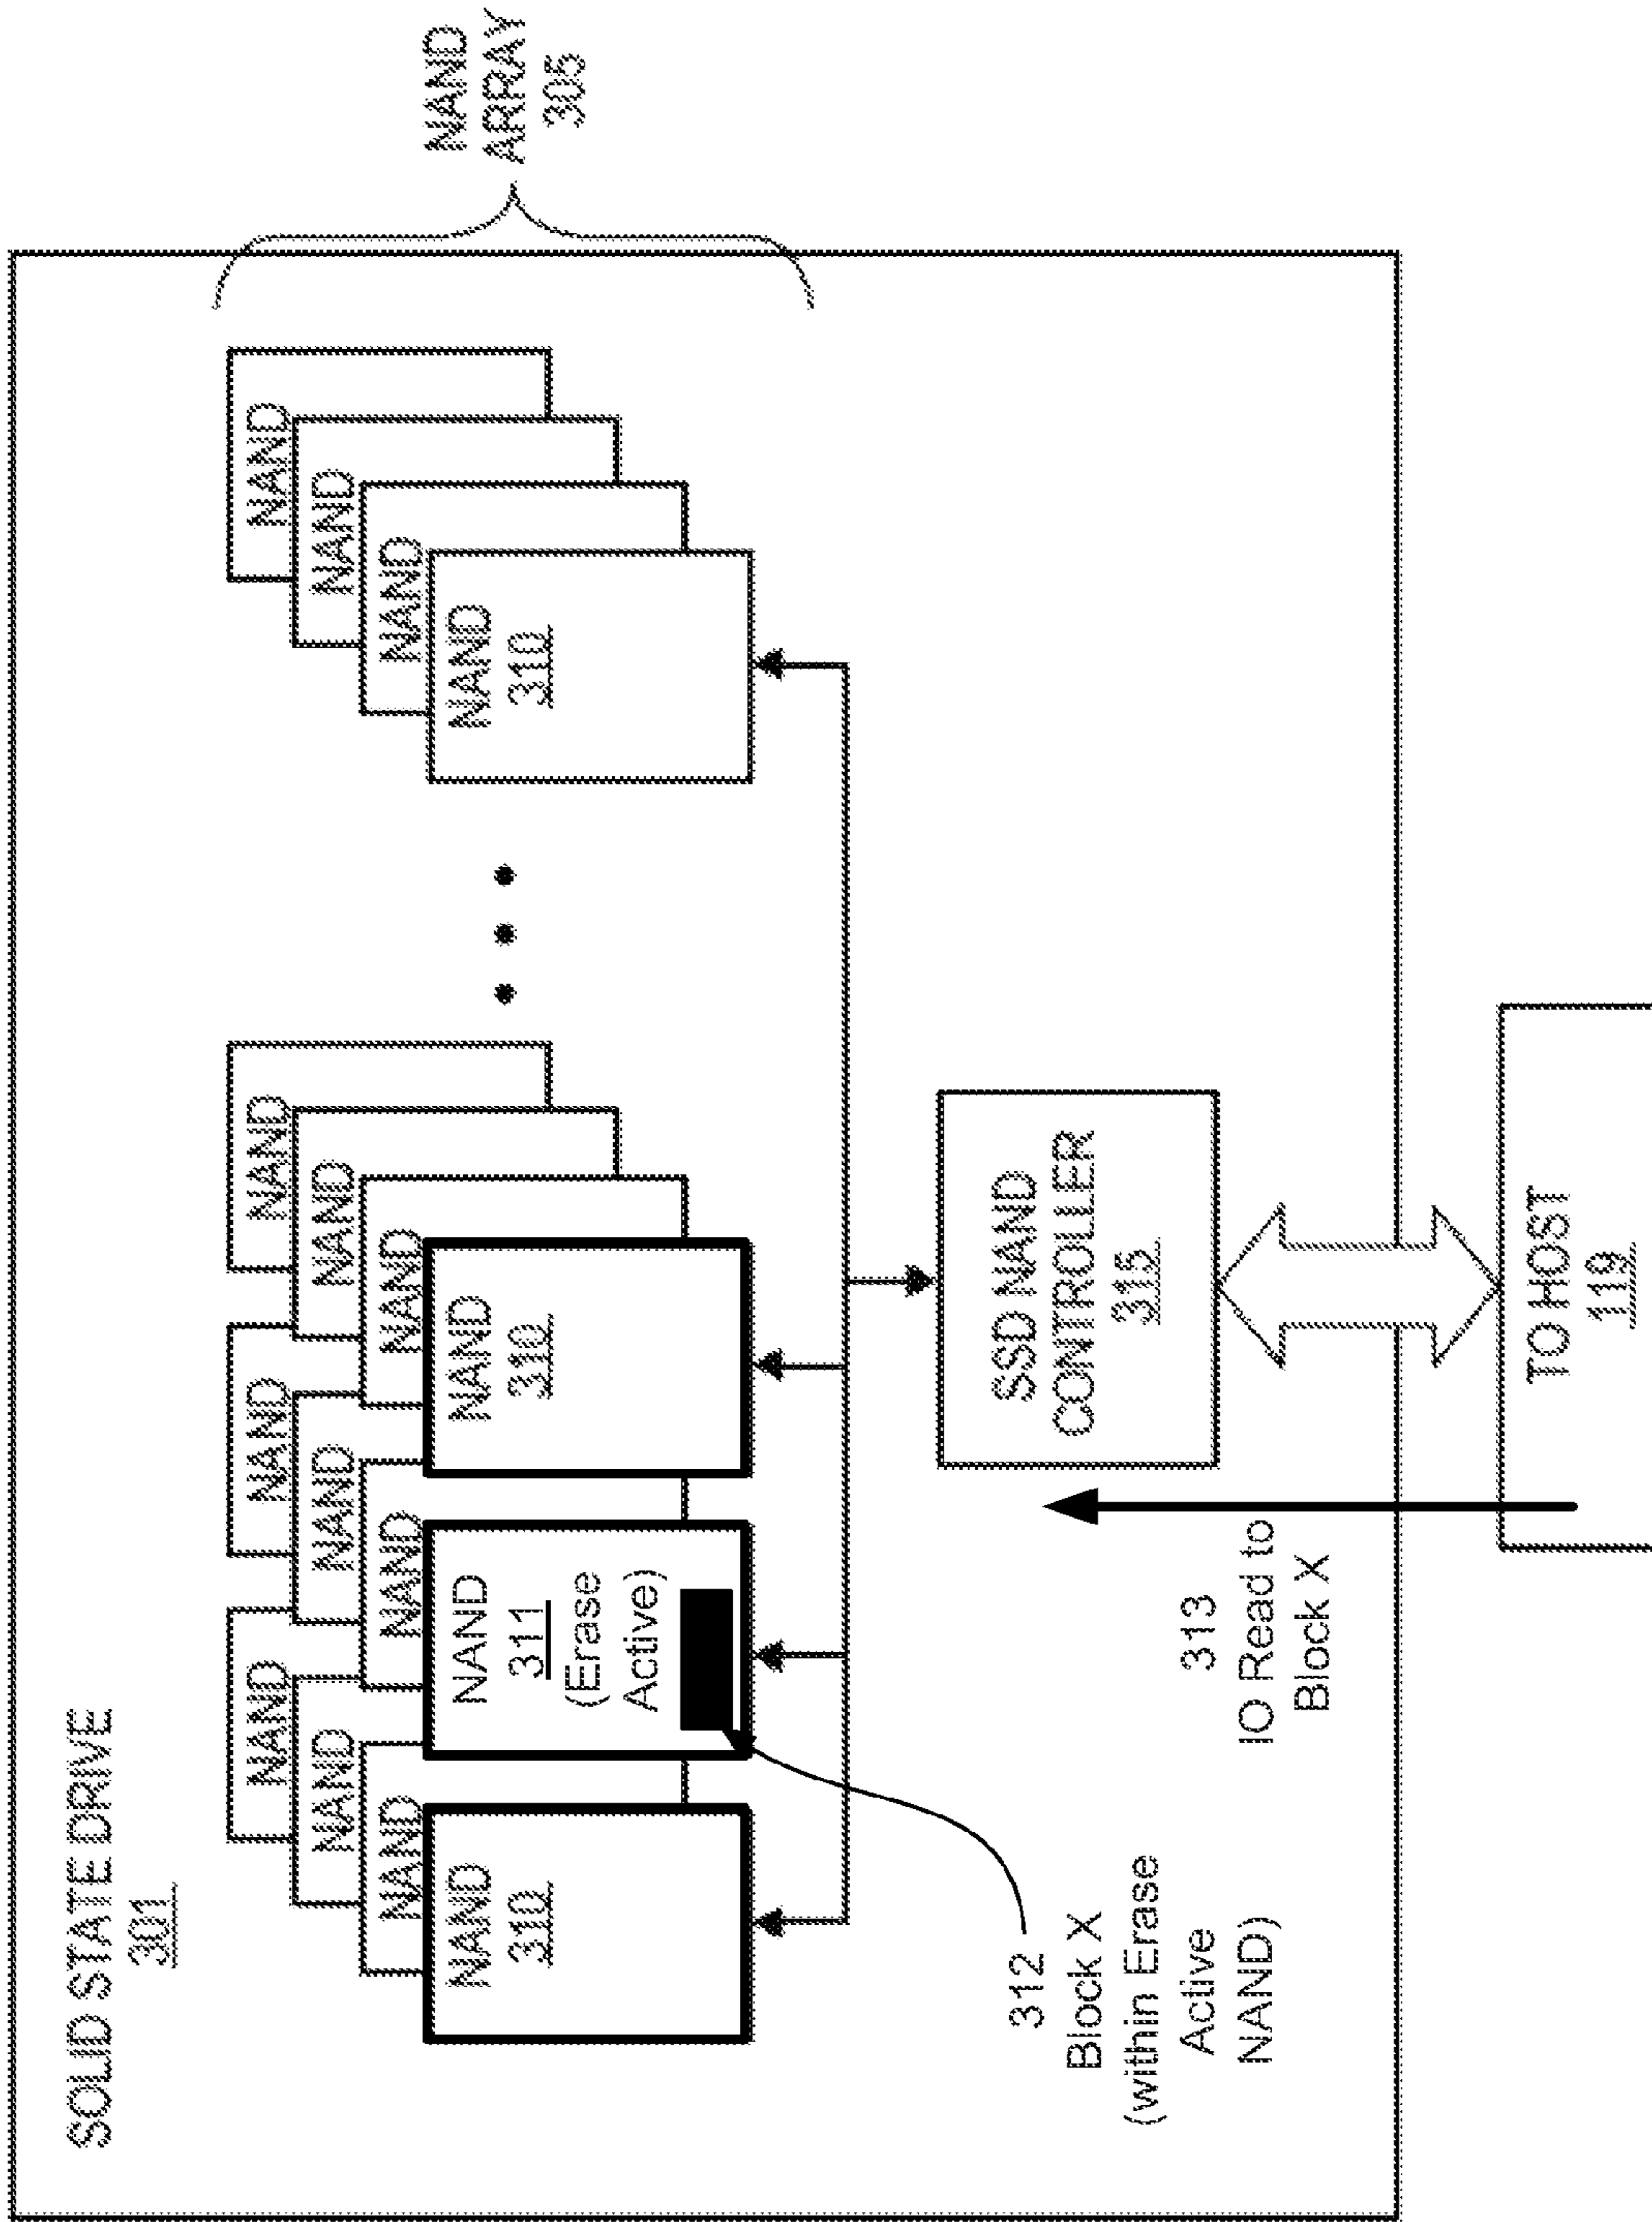 SOLID STATE DRIVE
301
NAND
NAND
NAND
NAND
310
NAND
NAND
NAND
NAND
311
(Erase
Active)
NAND
NAND
NAND
NAND
310
NAND
NAND
NAND
NAND
310
NAND
ARRAY
305
312
Block X
(within Erase
Active
NAND)
313
IO Read to
Block X
SSD NAND
CONTROLLER
315
TO HOST
119